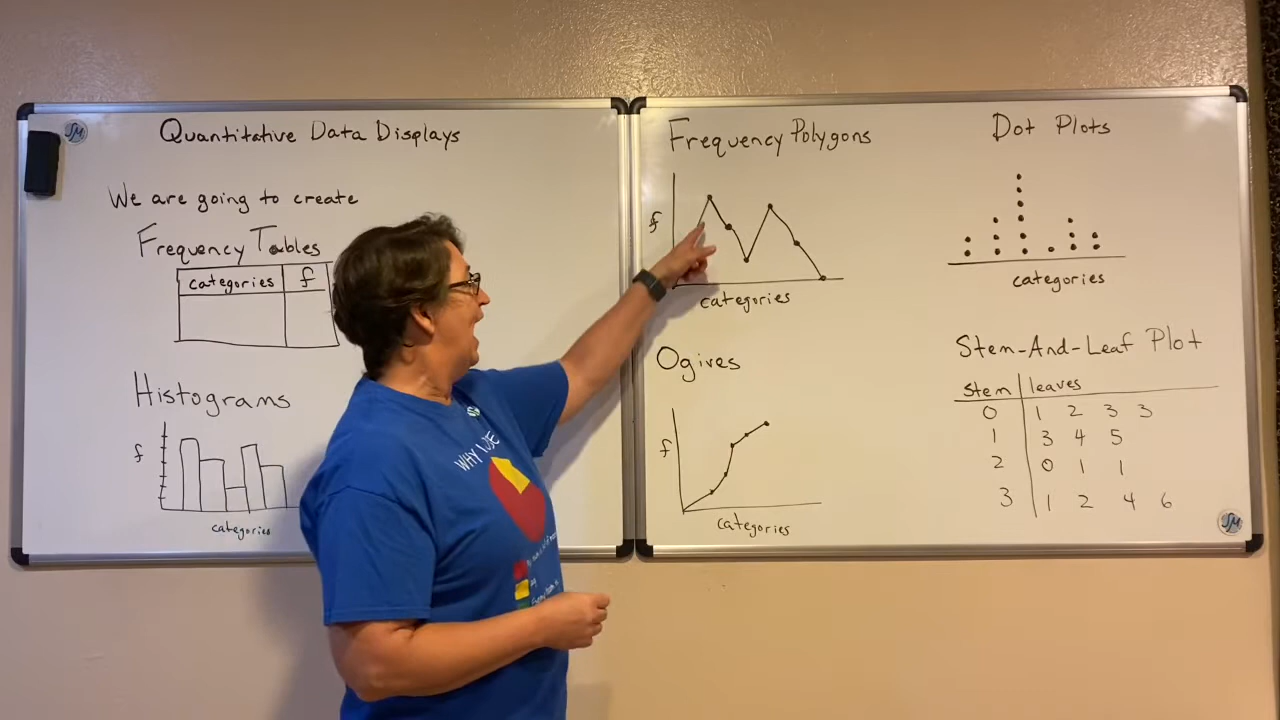 Quantitative Data Displays
We are going to create
Frequency Tables
categories f
Histograms
f
categories
Frequency Polygons
f
categories
Ogives
f
categories
Dot Plots
categories
Stem-And-Leaf Plot
stem leaves
0 1 2 3 3
1 3 4 5
2 0 1 1
3 1 2 4 6
WHY